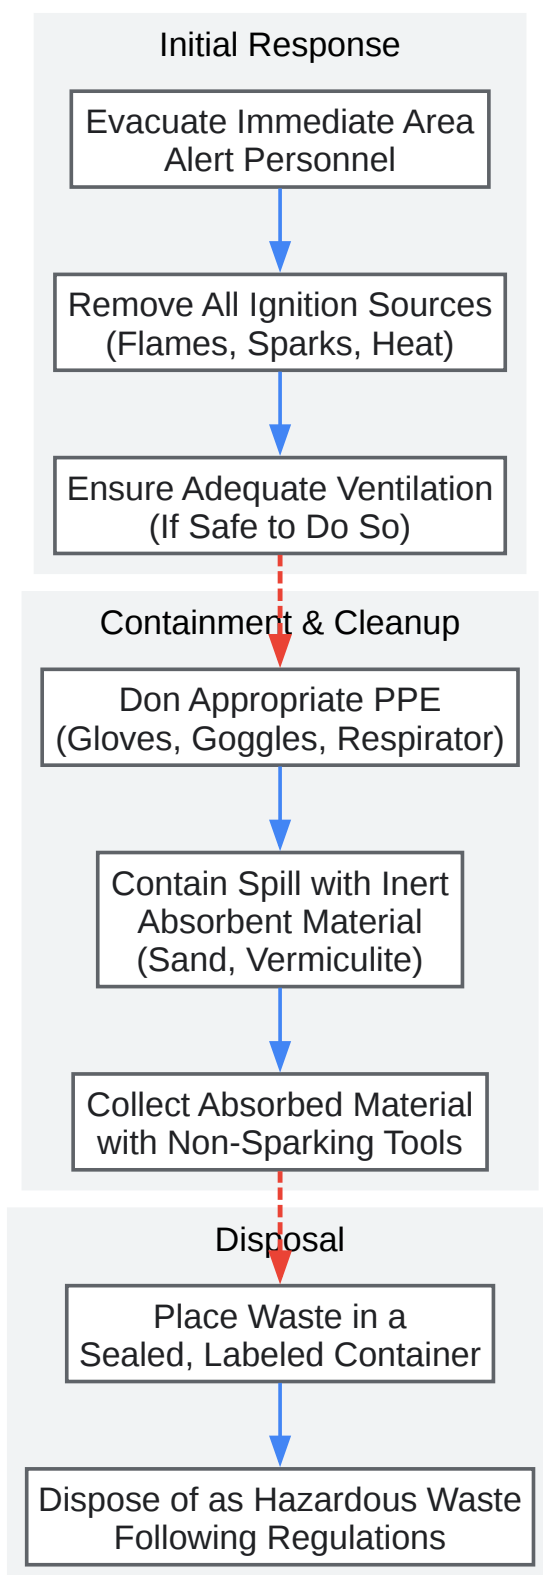 Initial Response
Evacuate Immediate Area
Alert Personnel
Remove All Ignition Sources
(Flames, Sparks, Heat)
Ensure Adequate Ventilation
(If Safe to Do So)
Containment & Cleanup
Don Appropriate PPE
(Gloves, Goggles, Respirator)
Contain Spill with Inert
Absorbent Material
(Sand, Vermiculite)
Collect Absorbed Material
with Non-Sparking Tools
Disposal
Place Waste in a
Sealed, Labeled Container
Dispose of as Hazardous Waste
Following Regulations